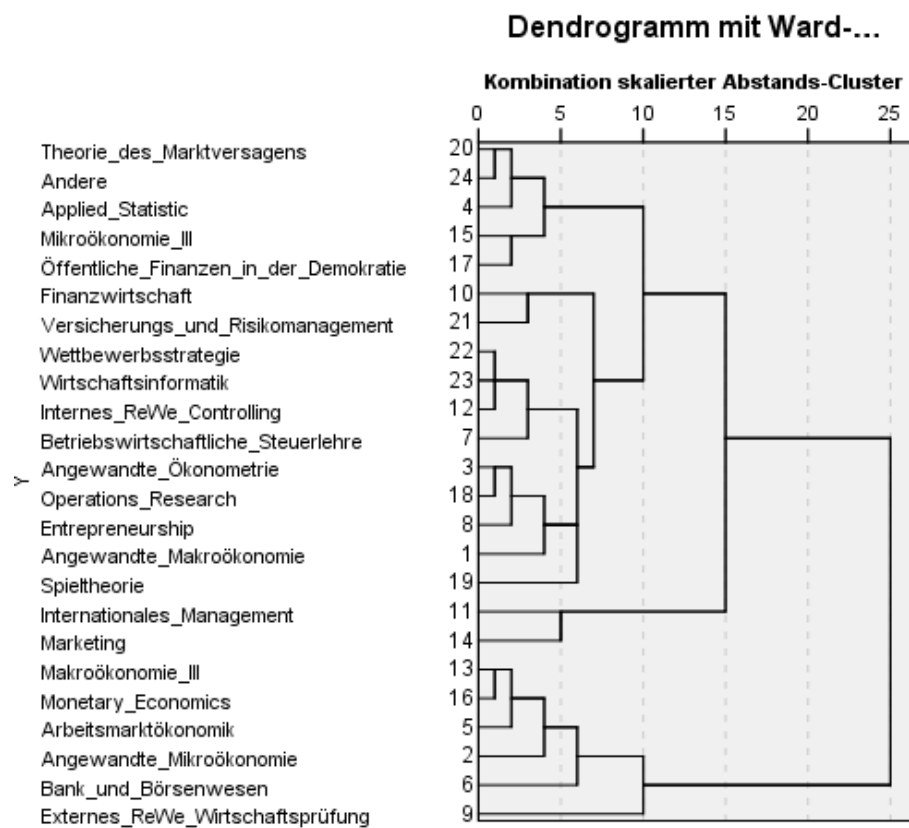 Dendrogramm mit Ward-...
Kombination skalierter Abstands-Cluster
0 5 10 15 20 25
Theorie_des_Marktversagens 20
Andere 24
Applied_Statistic 4
Mikroökonomie_III 15
Öffentliche_Finanzen_in_der_Demokratie 17
Finanzwirtschaft 10
Versicherungs_und_Risikomanagement 21
Wettbewerbsstrategie 22
Wirtschaftsinformatik 23
Internes_ReWe_Controlling 12
Betriebswirtschaftliche_Steuerlehre 7
Angewandte_Ökonometrie 3
Y
Operations_Research 18
Entrepreneurship 8
Angewandte_Makroökonomie 1
Spieltheorie 19
Internationales_Management 11
Marketing 14
Makroökonomie_III 13
Monetary_Economics 16
Arbeitsmarktökonomik 5
Angewandte_Mikroökonomie 2
Bank_und_Börsenwesen 6
Externes_ReWe_Wirtschaftsprüfung 9